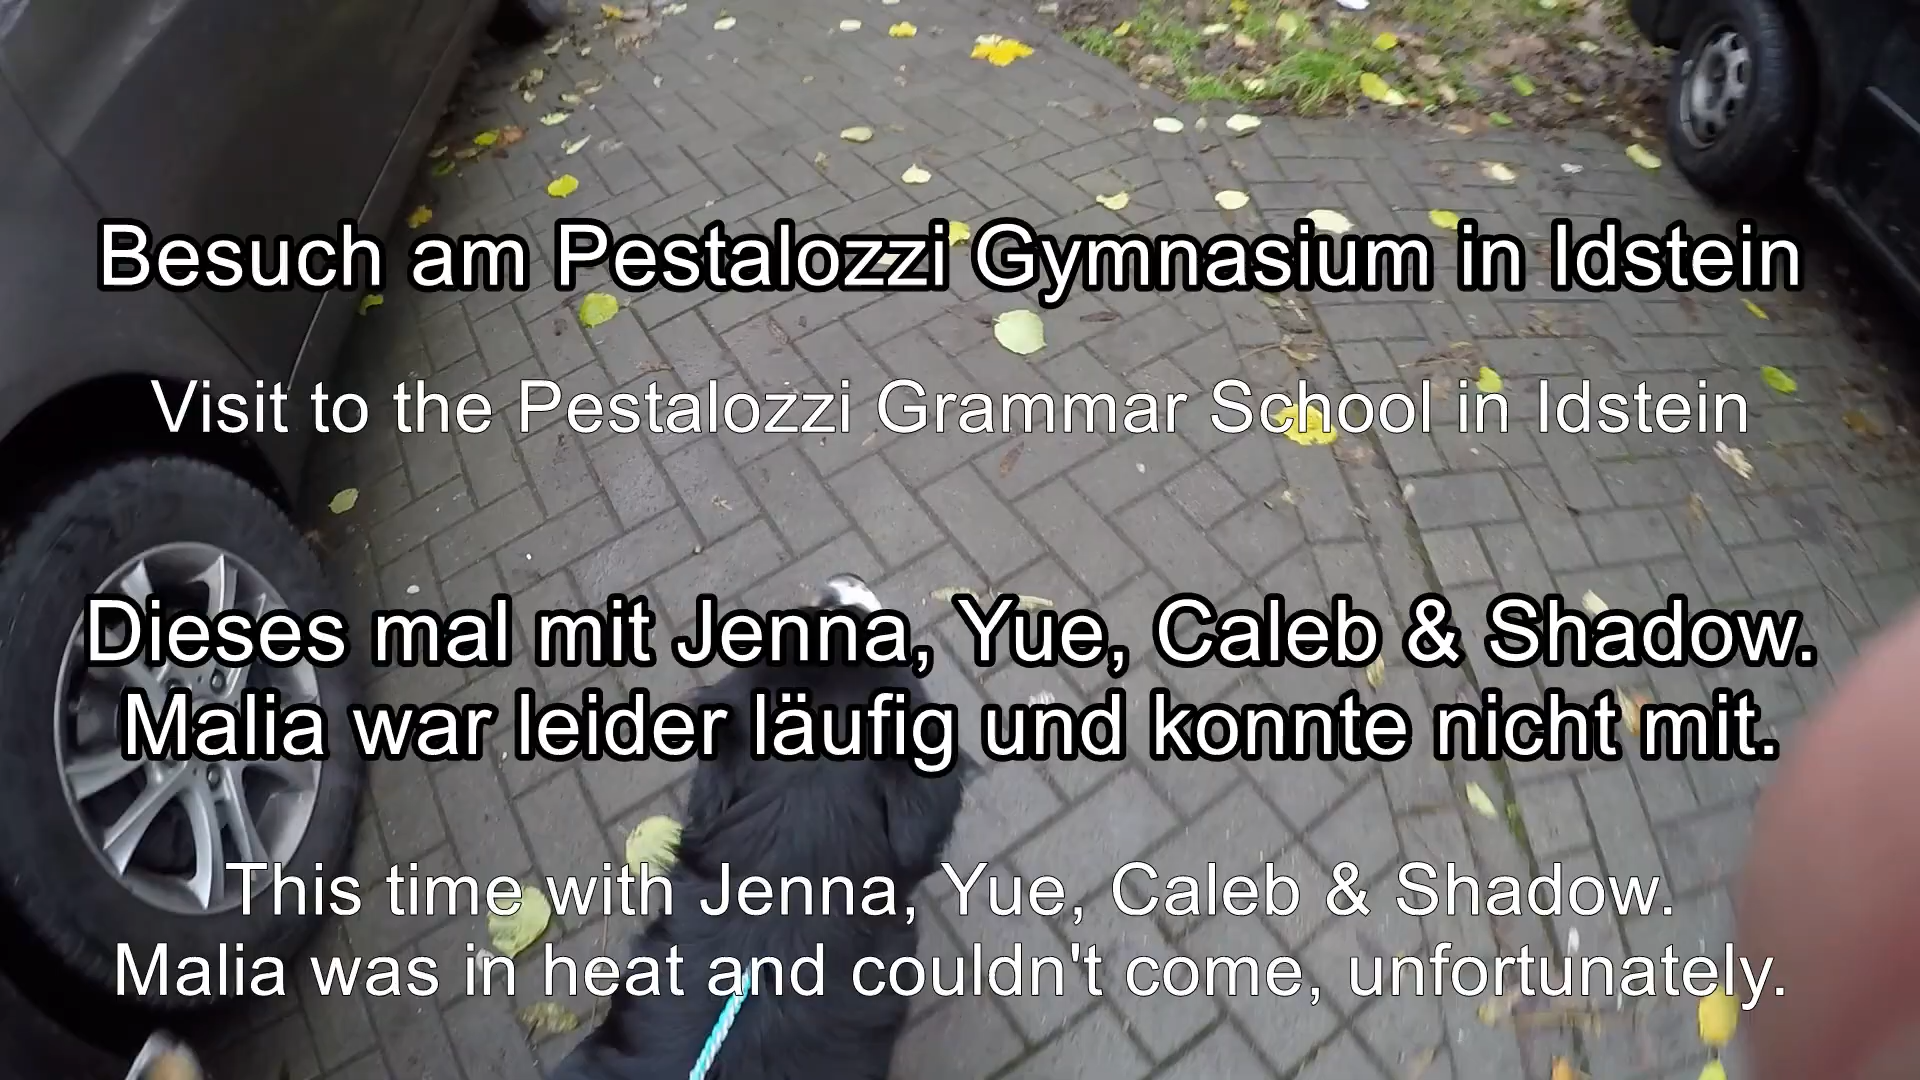 Besuch am Pestalozzi Gymnasium in Idstein
Visit to the Pestalozzi Grammar School in Idstein
Dieses mal mit Jenna, Yue, Caleb & Shadow.
Malia war leider läufig und konnte nicht mit.
This time with Jenna, Yue, Caleb & Shadow.
Malia was in heat and couldn't come, unfortunately.